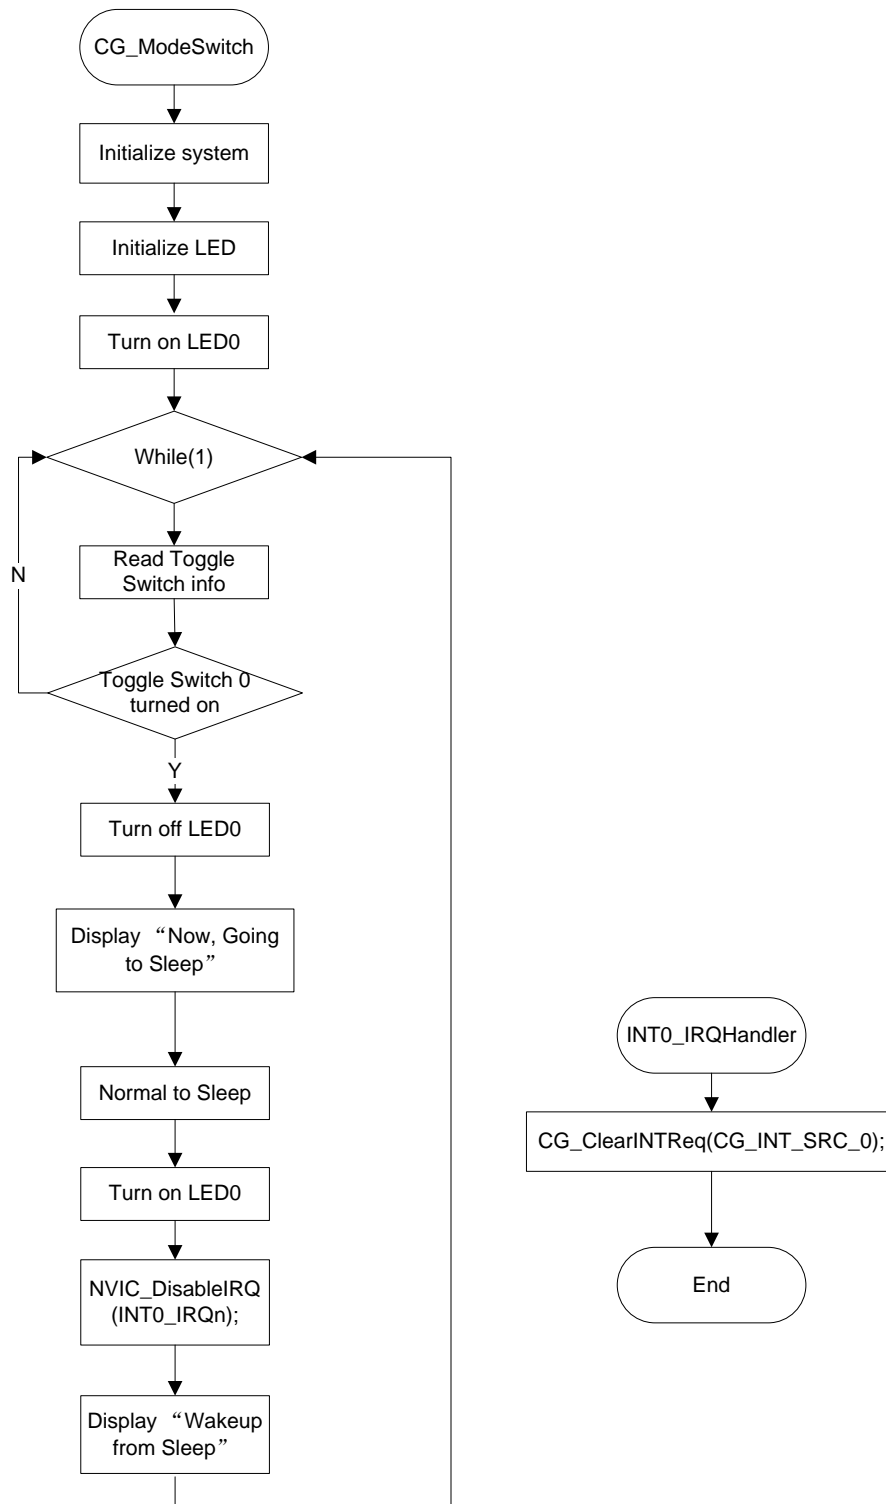 CG_ModeSwitch
Initialize system
Initialize LED
Turn on LED0
While(1)
Read Toggle
Switch info
N
Toggle Switch 0
turned on
Y
Turn off LED0
Display “Now, Going
to Sleep”
Normal to Sleep
Turn on LED0
NVIC_DisableIRQ
(INT0_IRQn);
Display “Wakeup
from Sleep”
INT0_IRQHandler
CG_ClearINTReq(CG_INT_SRC_0);
End